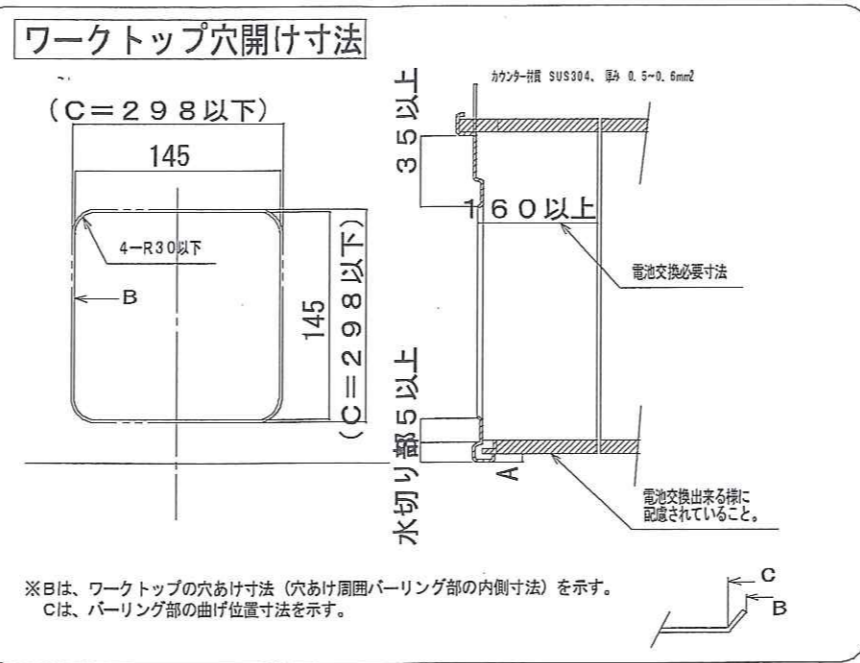 ワークトップ穴開け寸法
カウンター材質 SUS304、 厚み 0.5~0.6mm2
(C=298以下)
145
4-R30以下
B
145
(C=298以下)
35以上
160以上
電池交換必要寸法
5以上
水切り部
A
電池交換出来る様に
配慮されていること。
※Bは、ワークトップの穴あけ寸法(穴あけ周囲バーリング部の内側寸法)を示す。
Cは、バーリング部の曲げ位置寸法を示す。
C
B